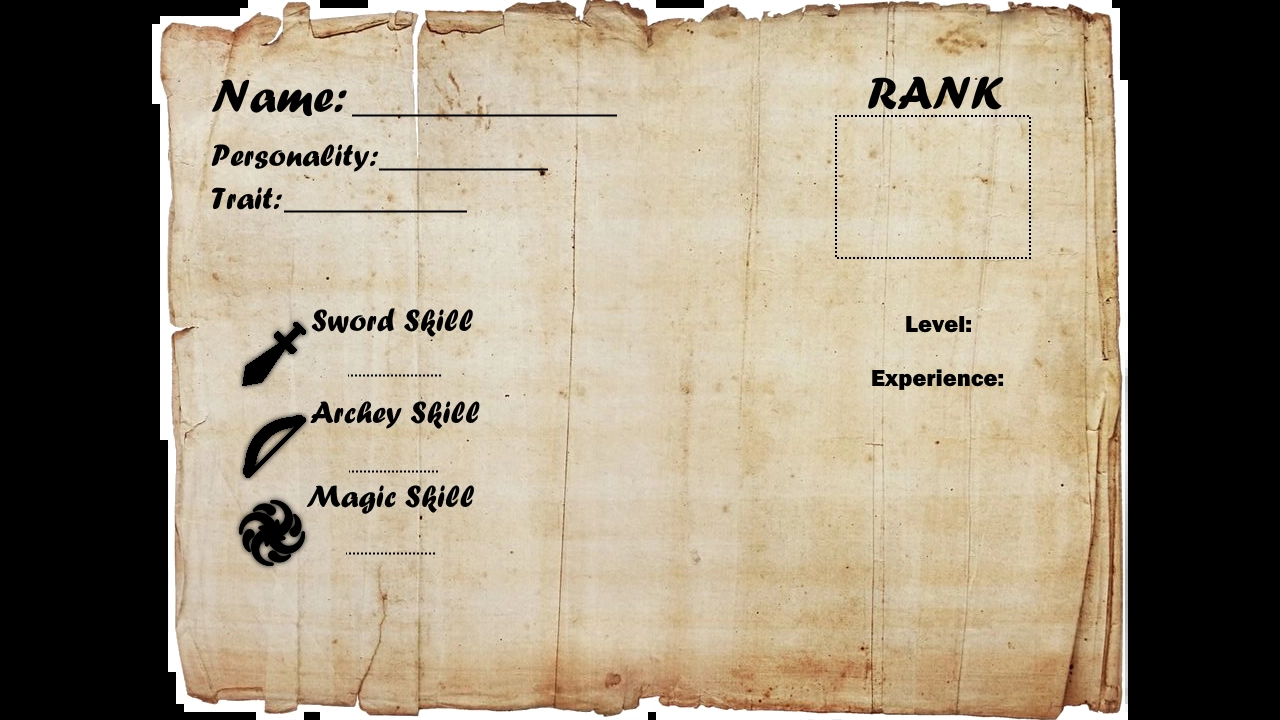 Name:
RANK
Personality:
Trait:
Sword Skill
Level:
Experience:
Archey Skill
Magic Skill